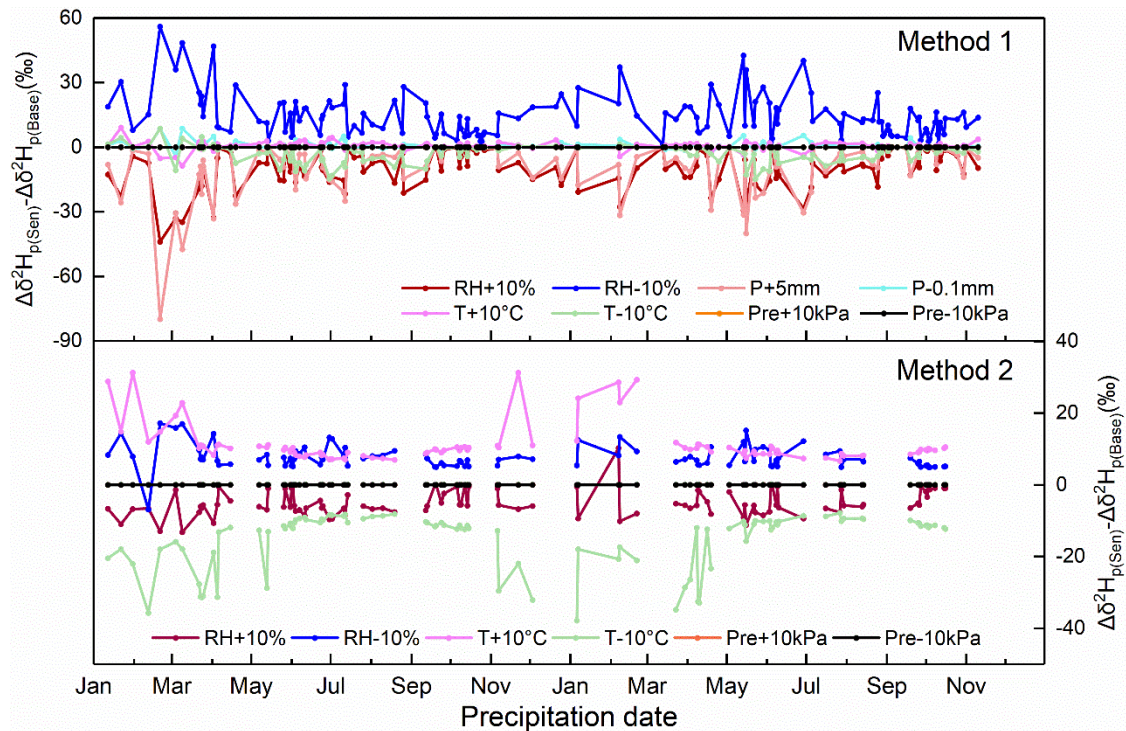 Δδ²Hp(Sen)-Δδ²Hp(Base)(‰)
60
30
0
-30
-60
-90
Method 1
RH+10% RH-10% P+5mm P-0.1mm
T+10°C T-10°C Pre+10kPa Pre-10kPa
Method 2
40
20
0
-20
-40
Δδ²Hp(Sen)-Δδ²Hp(Base)(‰)
RH+10% RH-10% T+10°C T-10°C Pre+10kPa Pre-10kPa
Jan Mar May Jul Sep Nov Jan Mar May Jul Sep Nov
Precipitation date